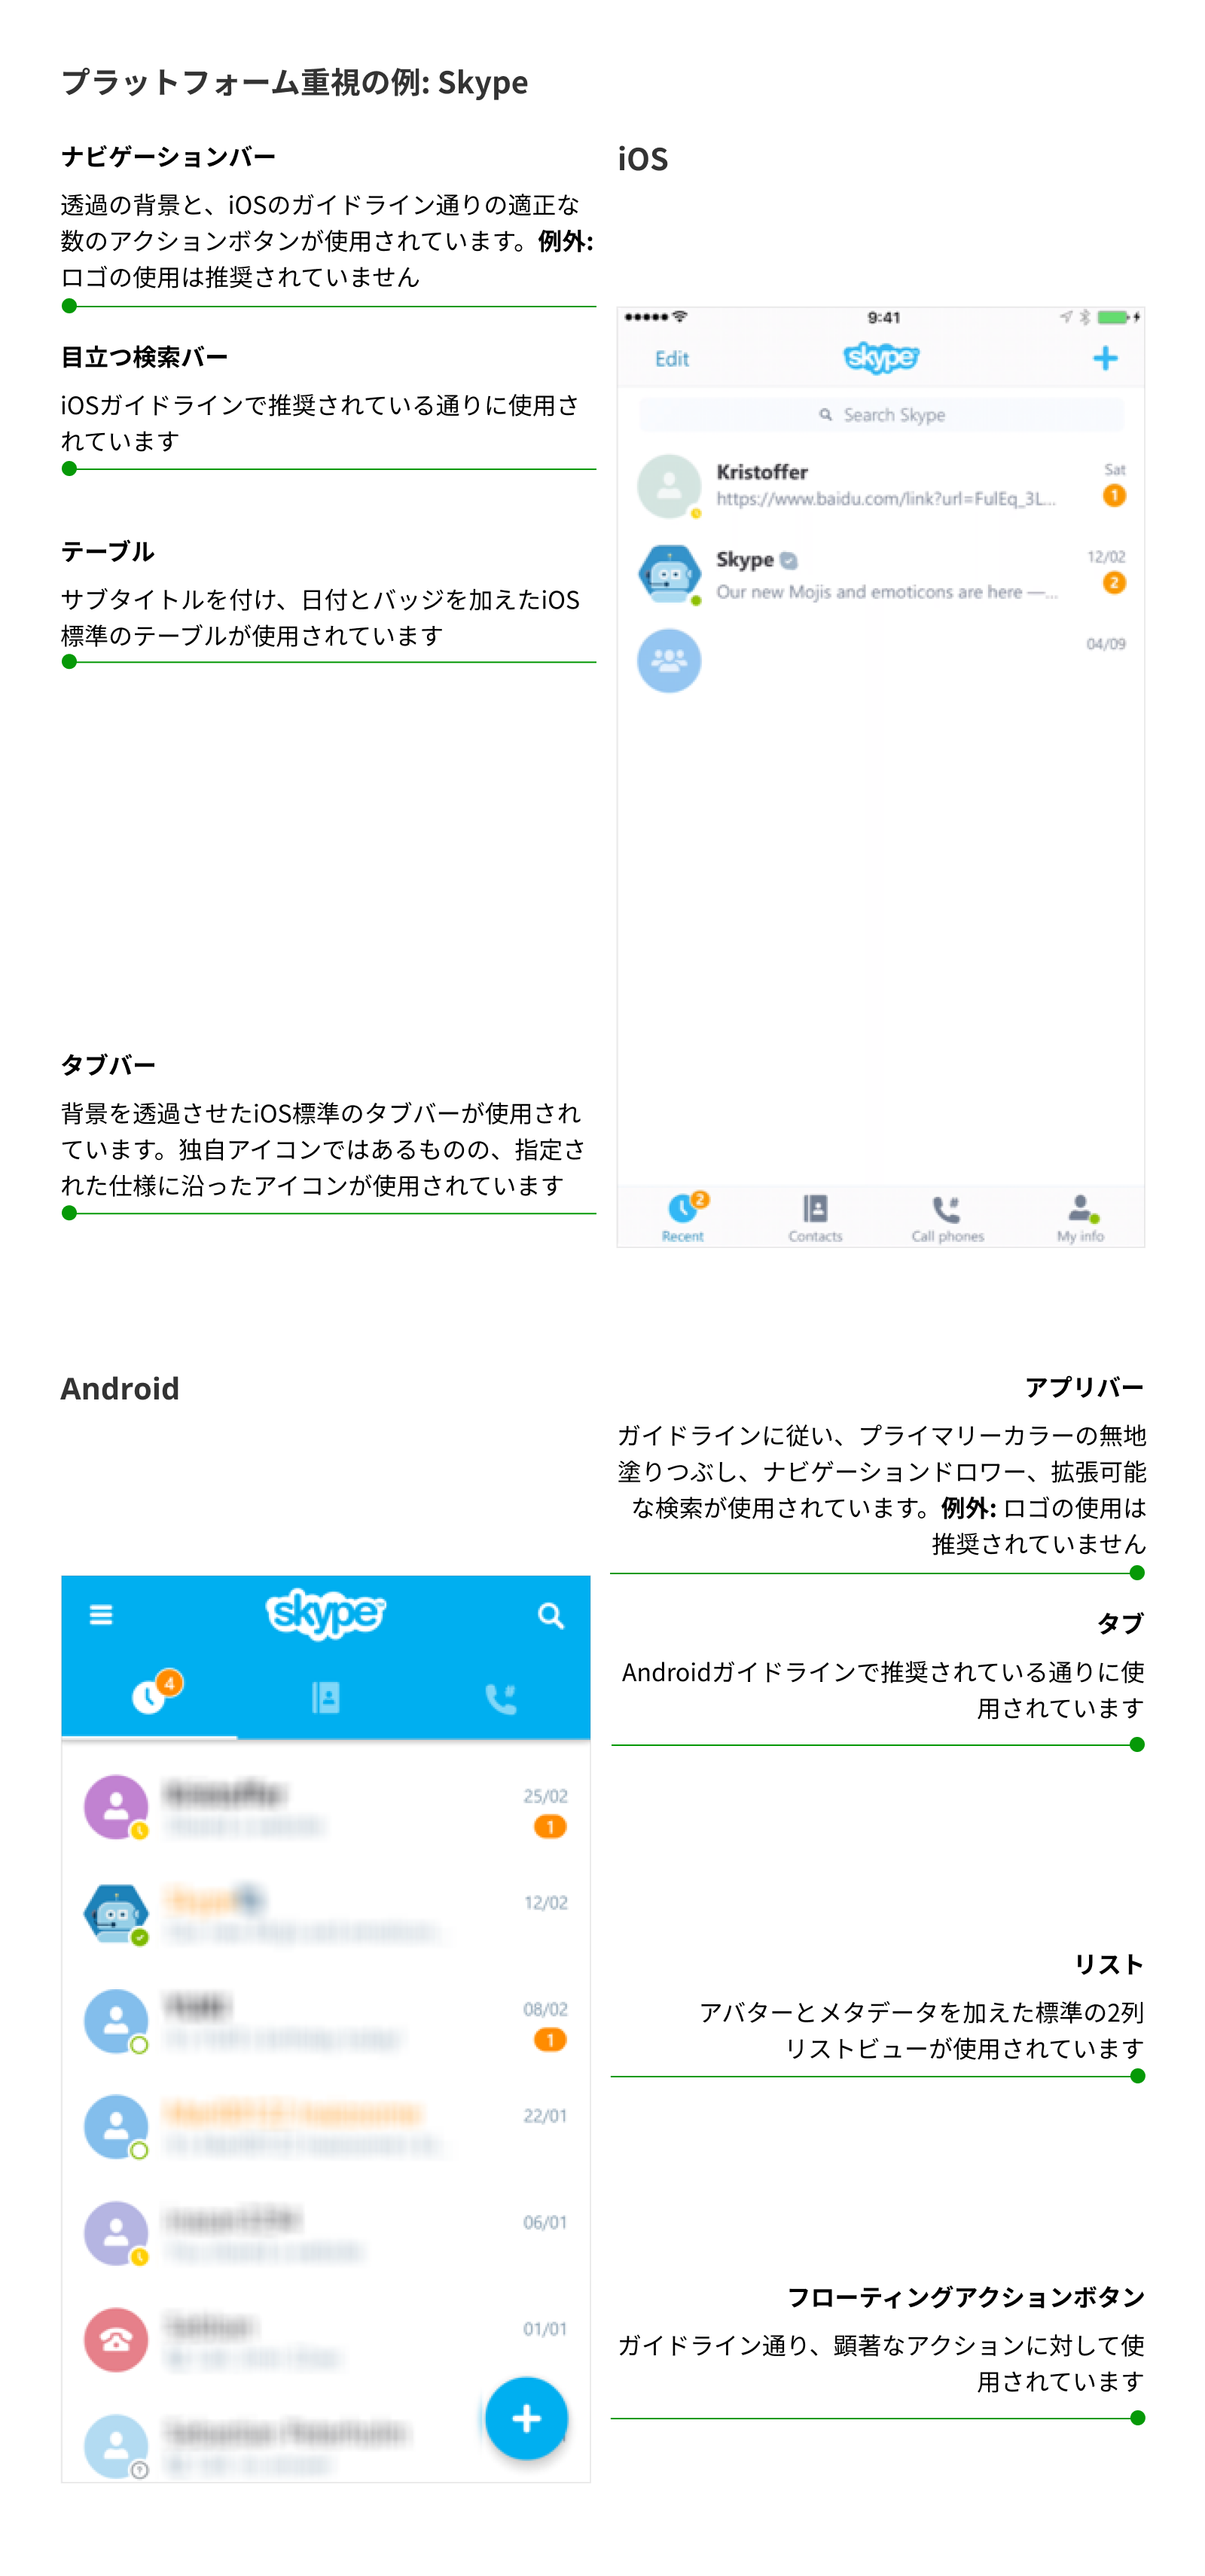 プラットフォーム重視の例: Skype
ナビゲーションバー
透過の背景と、iOSのガイドライン通りの適正な
数のアクションボタンが使用されています。例外:
ロゴの使用は推奨されていません
目立つ検索バー
iOSガイドラインで推奨されている通りに使用さ
れています
テーブル
サブタイトルを付け、日付とバッジを加えたiOS
標準のテーブルが使用されています
タブバー
背景を透過させたiOS標準のタブバーが使用され
ています。独自アイコンではあるものの、指定さ
れた仕様に沿ったアイコンが使用されています
iOS
9:41
Edit
skype
Search Skype
Kristoffer
Sat
https://www.baidu.com/link?url=FulEq_3L...
1
Skype
12/02
Our new Mojis and emoticons are here —...
2
04/09
2
Recent
Contacts
Call phones
My info
Android
skype
4
25/02
1
12/02
08/02
1
22/01
06/01
01/01
アプリバー
ガイドラインに従い、プライマリーカラーの無地
塗りつぶし、ナビゲーションドロワー、拡張可能
な検索が使用されています。例外: ロゴの使用は
推奨されていません
タブ
Androidガイドラインで推奨されている通りに使
用されています
リスト
アバターとメタデータを加えた標準の2列
リストビューが使用されています
フローティングアクションボタン
ガイドライン通り、顕著なアクションに対して使
用されています